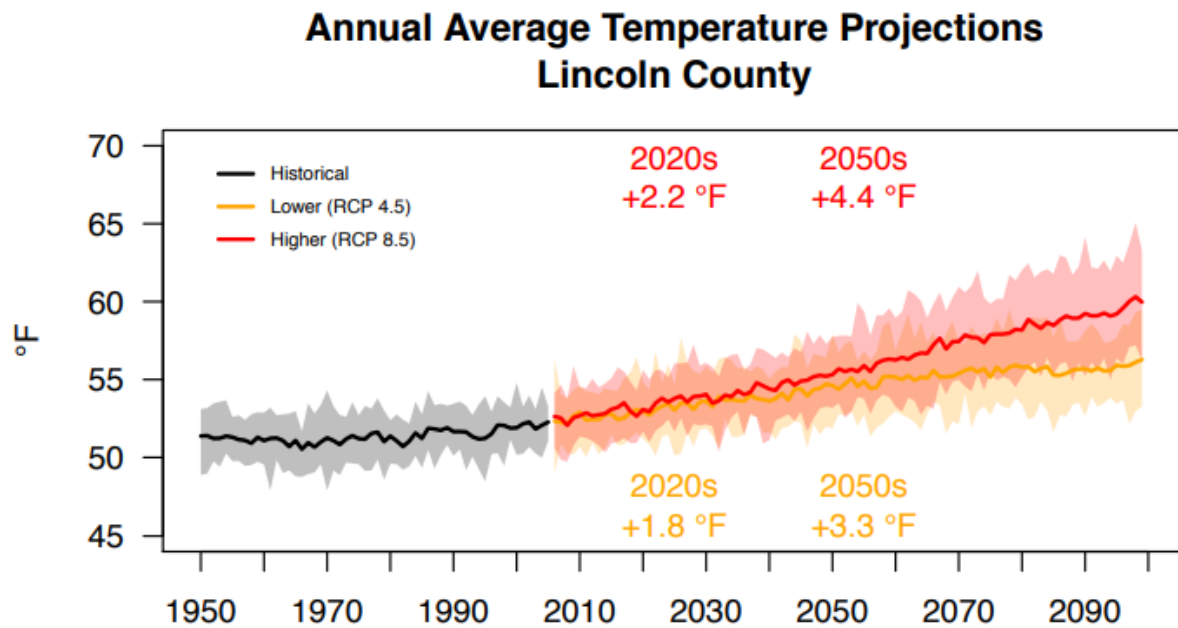 Annual Average Temperature Projections
Lincoln County
°F
70
65
60
55
50
45
Historical
Lower (RCP 4.5)
Higher (RCP 8.5)
2020s
+2.2 °F
2050s
+4.4 °F
2020s
+1.8 °F
2050s
+3.3 °F
1950 1970 1990 2010 2030 2050 2070 2090